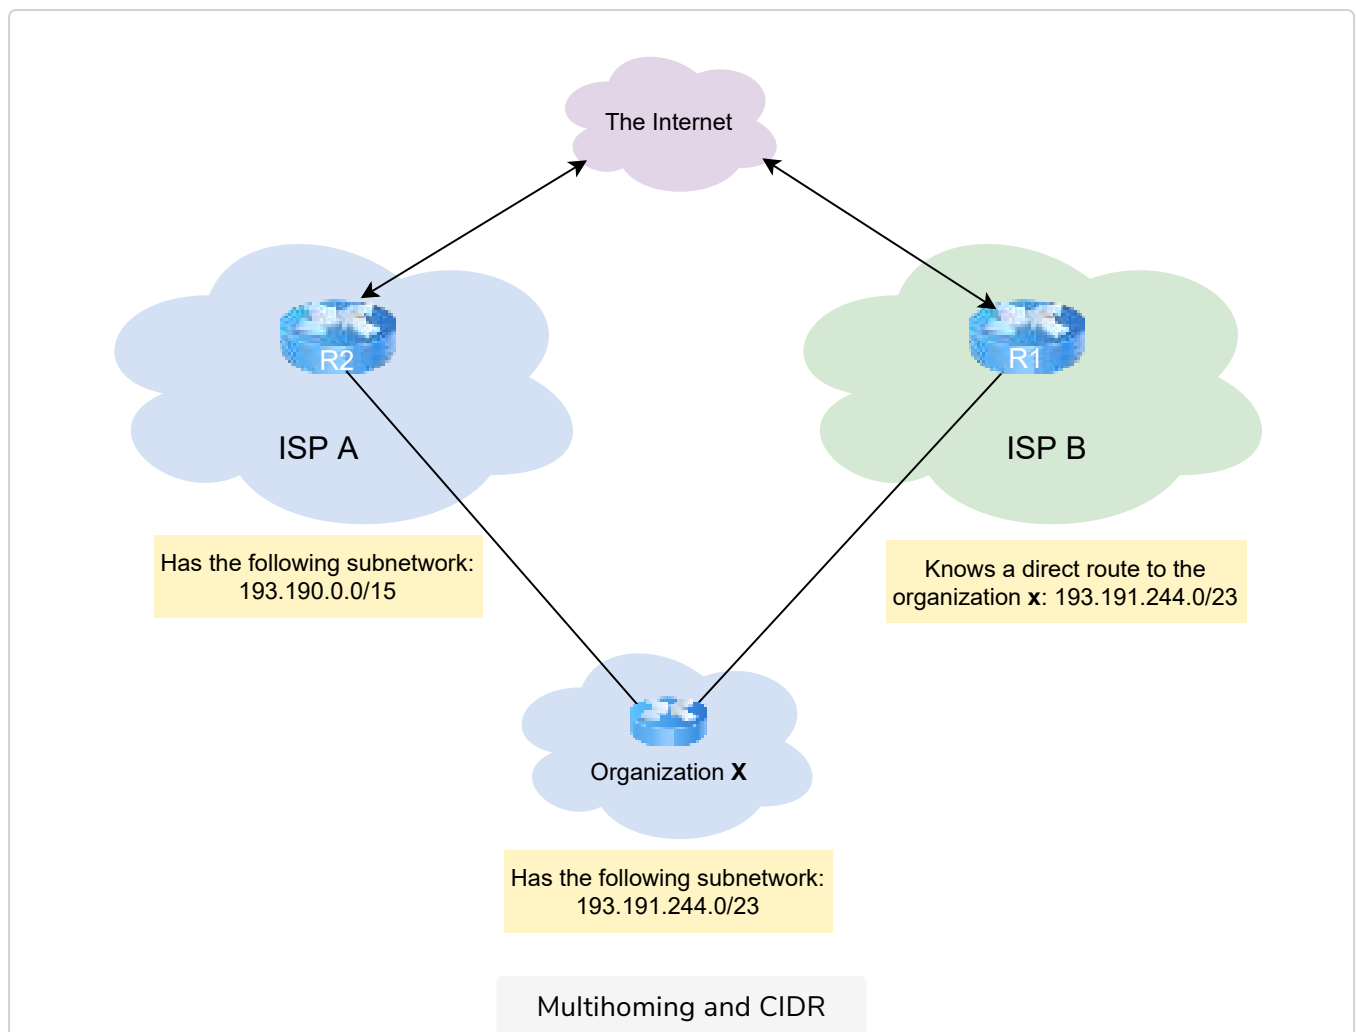 The Internet
R2
R1
ISP A
ISP B
Has the following subnetwork:
193.190.0.0/15
Knows a direct route to the
organization x: 193.191.244.0/23
Organization X
Has the following subnetwork:
193.191.244.0/23
Multihoming and CIDR